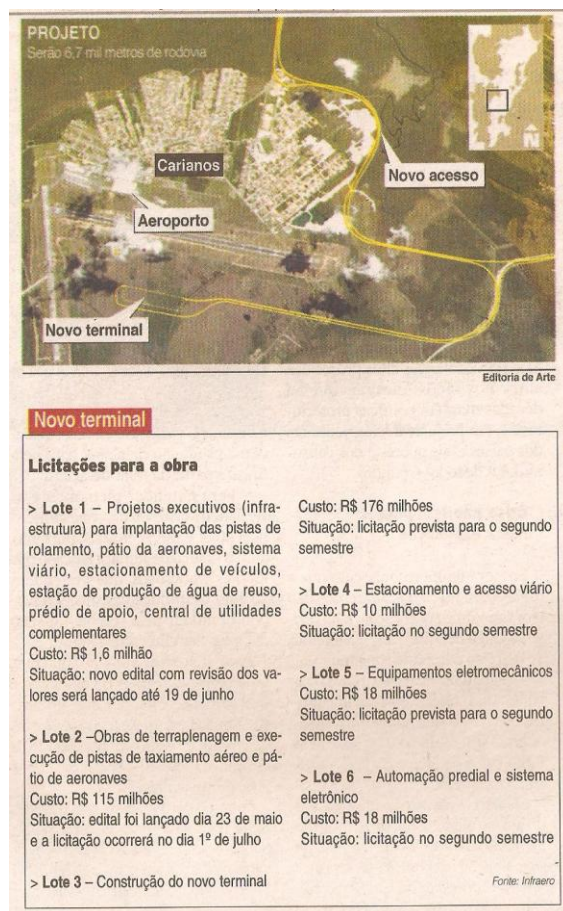 PROJETO
Serão 6,7 mil metros de rodovia
N
Carianos
Novo acesso
Aeroporto
Novo terminal
Editoria de Arte
Novo terminal
Licitações para a obra
> Lote 1 – Projetos executivos (infra-
estrutura) para implantação das pistas de
rolamento, pátio da aeronaves, sistema
viário, estacionamento de veículos,
estação de produção de água de reuso,
prédio de apoio, central de utilidades
complementares
Custo: R$ 1,6 milhão
Situação: novo edital com revisão dos va-
lores será lançado até 19 de junho
> Lote 2 –Obras de terraplenagem e exe-
cução de pistas de taxiamento aéreo e pá-
tio de aeronaves
Custo: R$ 115 milhões
Situação: edital foi lançado dia 23 de maio
e a licitação ocorrerá no dia 1º de julho
> Lote 3 – Construção do novo terminal
Custo: R$ 176 milhões
Situação: licitação prevista para o segundo
semestre
> Lote 4 – Estacionamento e acesso viário
Custo: R$ 10 milhões
Situação: licitação no segundo semestre
> Lote 5 – Equipamentos eletromecânicos
Custo: R$ 18 milhões
Situação: licitação prevista para o segundo
semestre
> Lote 6 – Automação predial e sistema
eletrônico
Custo: R$ 18 milhões
Situação: licitação no segundo semestre
Fonte: Infraero